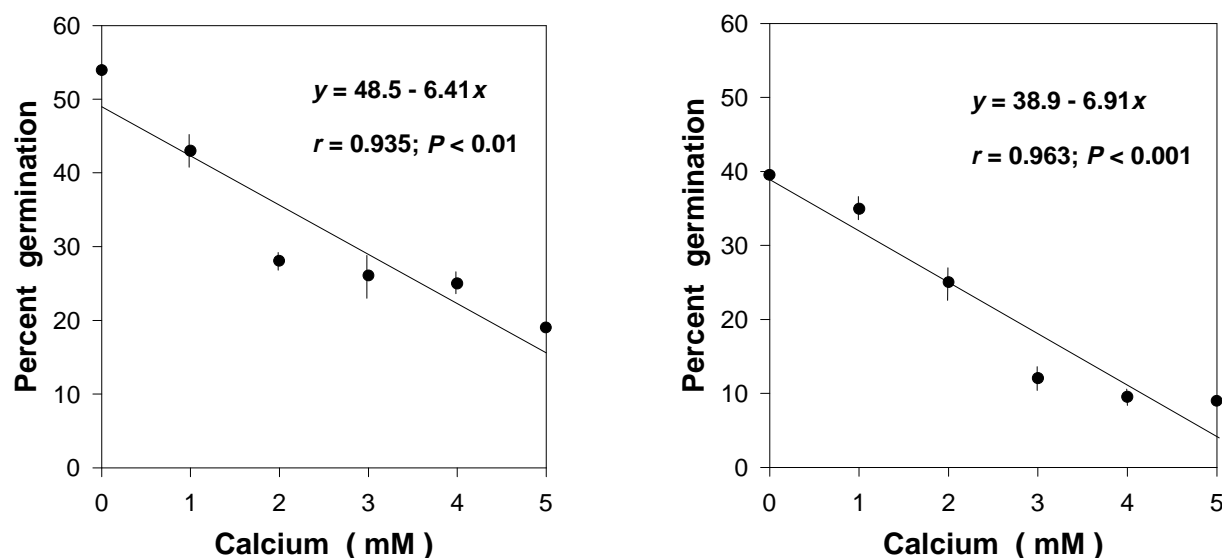 60
50
40
30
20
10
0
Percent germination
y = 48.5 - 6.41x
r = 0.935; P < 0.01
0 1 2 3 4 5
Calcium ( mM )
60
50
40
30
20
10
0
Percent germination
y = 38.9 - 6.91x
r = 0.963; P < 0.001
0 1 2 3 4 5
Calcium ( mM )